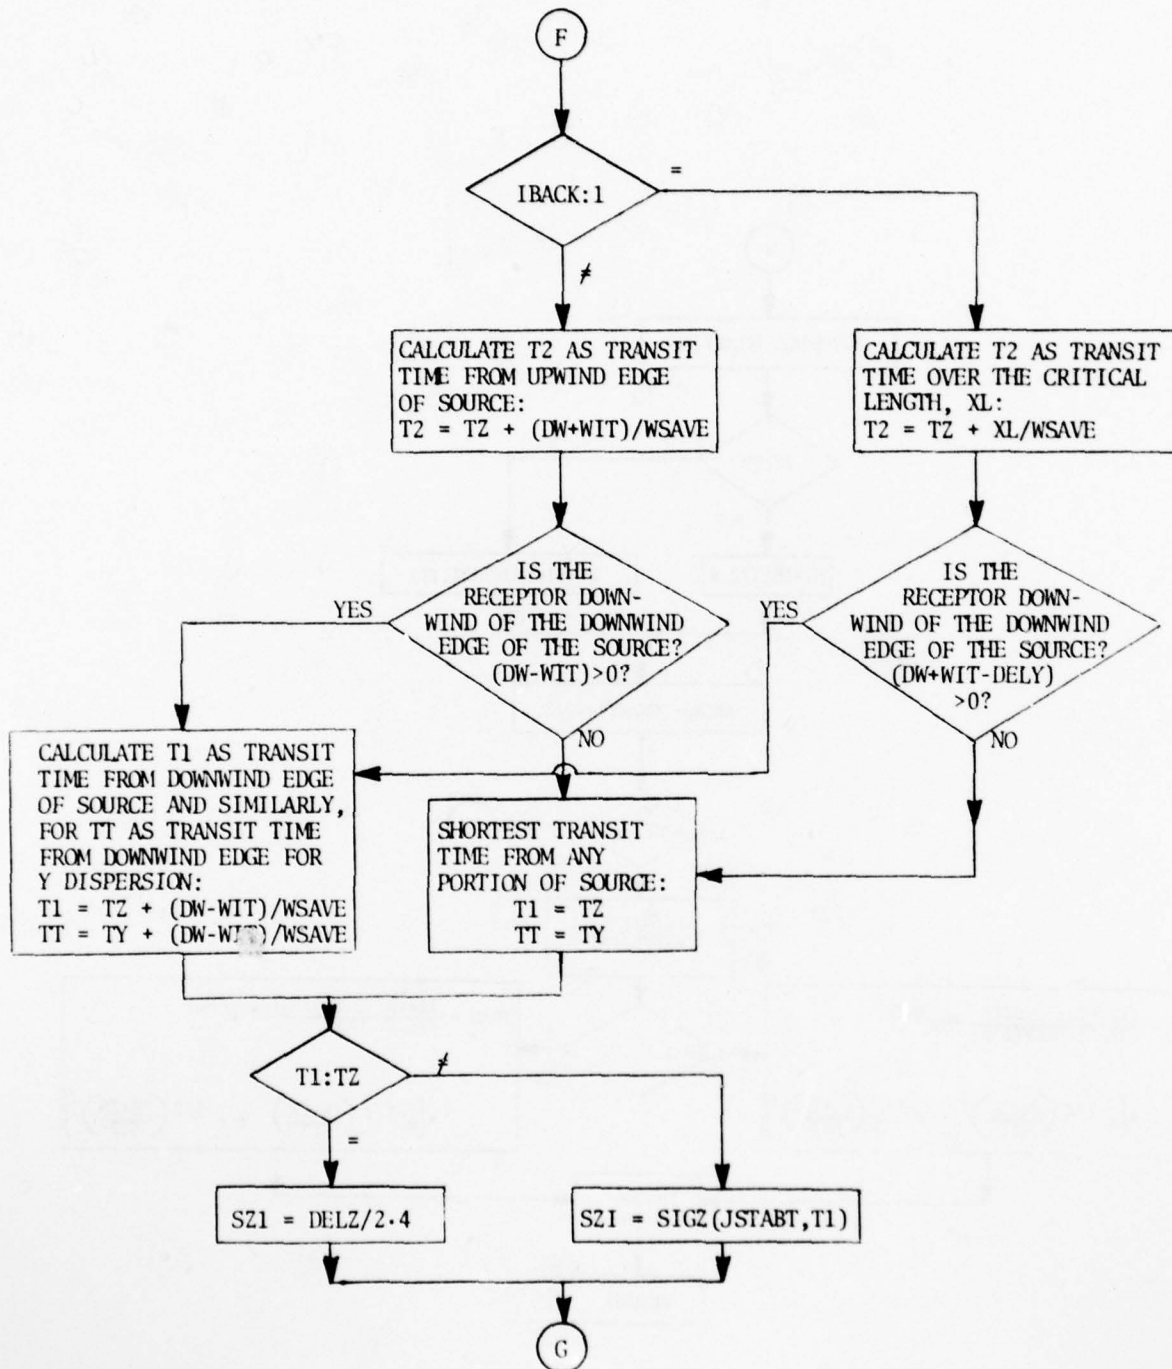 F
IBACK:1
=
≠
CALCULATE T2 AS TRANSIT
TIME FROM UPWIND EDGE
OF SOURCE:
T2 = TZ + (DW+WIT)/WSAVE
CALCULATE T2 AS TRANSIT
TIME OVER THE CRITICAL
LENGTH, XL:
T2 = TZ + XL/WSAVE
IS THE
RECEPTOR DOWN-
WIND OF THE DOWNWIND
EDGE OF THE SOURCE?
(DW-WIT)>0?
YES
NO
IS THE
RECEPTOR DOWN-
WIND OF THE DOWNWIND
EDGE OF THE SOURCE?
(DW+WIT-DELY)
>0?
YES
NO
CALCULATE T1 AS TRANSIT
TIME FROM DOWNWIND EDGE
OF SOURCE AND SIMILARLY,
FOR TT AS TRANSIT TIME
FROM DOWNWIND EDGE FOR
Y DISPERSION:
T1 = TZ + (DW-WIT)/WSAVE
TT = TY + (DW-WIT)/WSAVE
SHORTEST TRANSIT
TIME FROM ANY
PORTION OF SOURCE:
T1 = TZ
TT = TY
T1:TZ
≠
=
SZ1 = DELZ/2.4
SZI = SIGZ(JSTABT,T1)
G